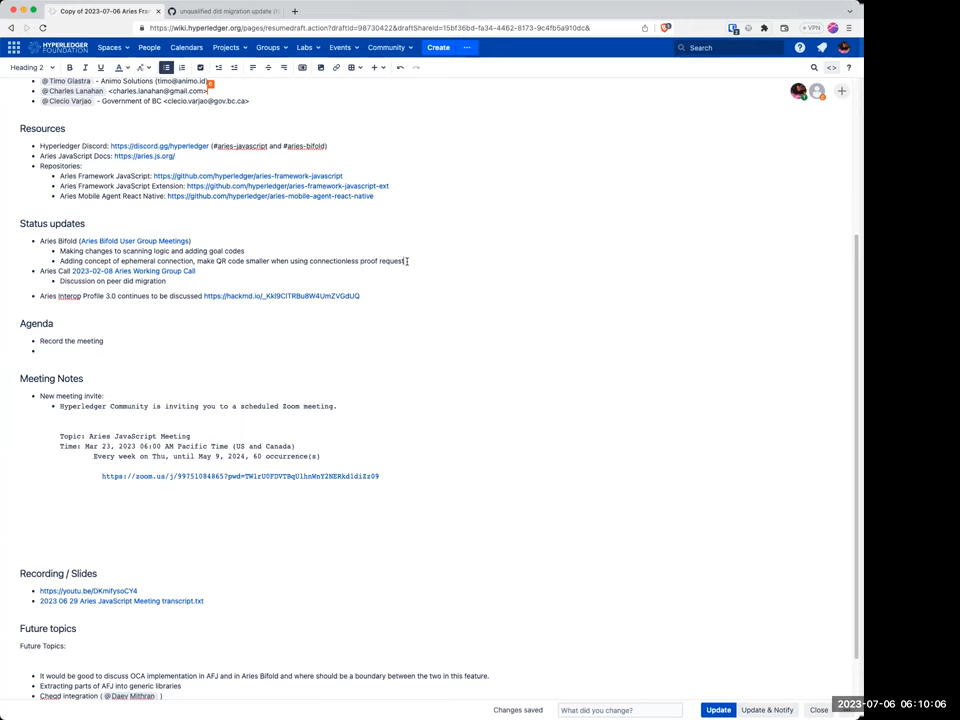 Copy of 2023-07-06 Aries Fra
unqualified did migration update (
https://wiki.hyperledger.org/pages/resumedraft.action?draftId=98730422&draftShareId=15bf36bd-fa34-4462-8173-9c4fb5a910dc&
VPN
HYPERLEDGER FOUNDATION Spaces People Calendars Projects Groups Labs Events Community Create ... Search
Heading 2
@Timo Glastra - Animo Solutions (timo@animo.id)
@Charles Lanahan <charles.lanahan@gmail.com>
@Clecio Varjao - Government of BC <clecio.varjao@gov.bc.ca>
Resources
Hyperledger Discord: https://discord.gg/hyperledger (#aries-javascript and #aries-bifold)
Aries JavaScript Docs: https://aries.js.org/
Repositories:
Aries Framework JavaScript: https://github.com/hyperledger/aries-framework-javascript
Aries Framework JavaScript Extension: https://github.com/hyperledger/aries-framework-javascript-ext
Aries Mobile Agent React Native: https://github.com/hyperledger/aries-mobile-agent-react-native
Status updates
Aries Bifold (Aries Bifold User Group Meetings)
Making changes to scanning logic and adding goal codes
Adding concept of ephemeral connection, make QR code smaller when using connectionless proof request
Aries Call 2023-02-08 Aries Working Group Call
Discussion on peer did migration
Aries Interop Profile 3.0 continues to be discussed https://hackmd.io/_KkI9ClTRBu8W4UmZVGdUQ
Agenda
Record the meeting
Meeting Notes
New meeting invite:
Hyperledger Community is inviting you to a scheduled Zoom meeting.
Topic: Aries JavaScript Meeting
Time: Mar 23, 2023 06:00 AM Pacific Time (US and Canada)
Every week on Thu, until May 9, 2024, 60 occurrence(s)
https://zoom.us/j/99751084865?pwd=TW1rU0FDVTBqUlhnWnY2NERkd1diZz09
Recording / Slides
https://youtu.be/DKmifysoCY4
2023 06 29 Aries JavaScript Meeting transcript.txt
Future topics
Future Topics:
It would be good to discuss OCA implementation in AFJ and in Aries Bifold and where should be a boundary between the two in this feature.
Extracting parts of AFJ into generic libraries
Cheqd integration ( @Daev Mithran )
Changes saved What did you change? Update Update & Notify Close
2023-07-06 06:10:06